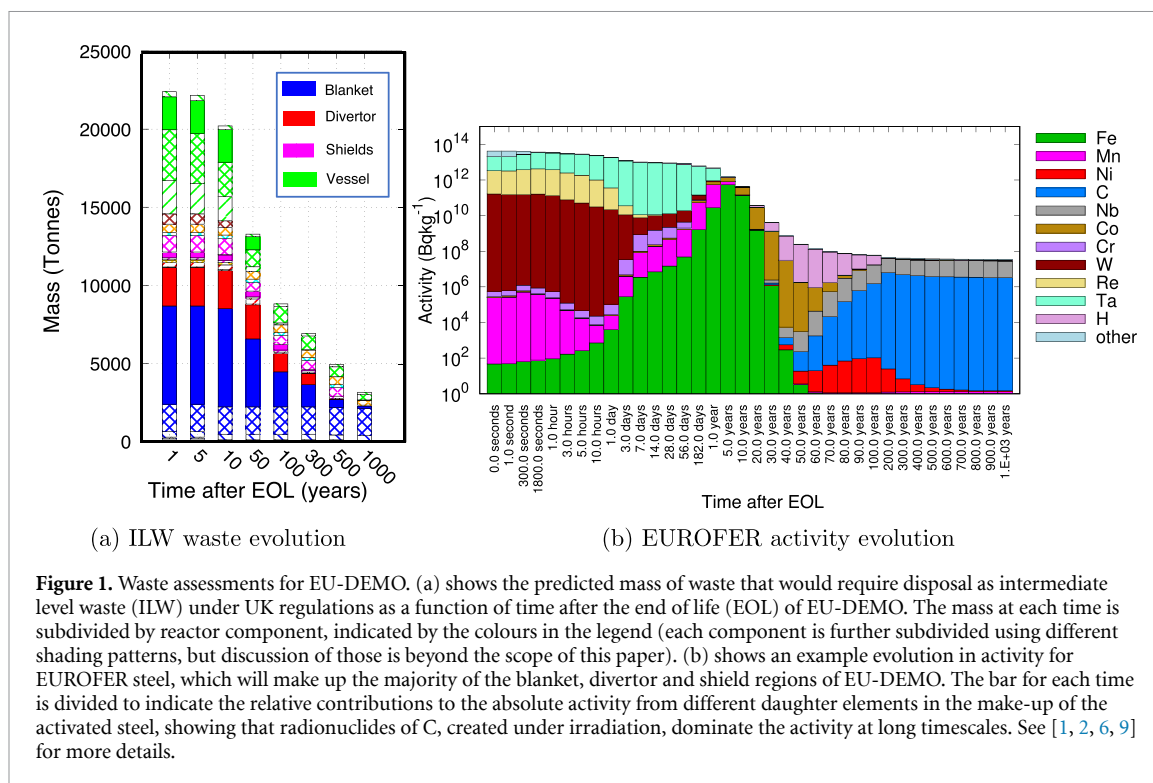 25000
20000
15000
10000
5000
0
Mass (Tonnes)
Blanket
Divertor
Shields
Vessel
1
5
10
50
100
300
500
1000
Time after EOL (years)
(a) ILW waste evolution
10^14
10^12
10^10
10^8
10^6
10^4
10^2
10^0
Activity (Bqkg^-1)
0.0 seconds
1.0 second
300.0 seconds
1800.0 seconds
1.0 hour
3.0 hours
5.0 hours
10.0 hours
1.0 day
3.0 days
7.0 days
14.0 days
28.0 days
56.0 days
182.0 days
1.0 year
5.0 years
10.0 years
20.0 years
30.0 years
40.0 years
50.0 years
60.0 years
70.0 years
80.0 years
90.0 years
100.0 years
200.0 years
300.0 years
400.0 years
500.0 years
600.0 years
700.0 years
800.0 years
900.0 years
1.E+03 years
Time after EOL
Fe
Mn
Ni
C
Nb
Co
Cr
W
Re
Ta
H
other
(b) EUROFER activity evolution
Figure 1. Waste assessments for EU-DEMO. (a) shows the predicted mass of waste that would require disposal as intermediate
level waste (ILW) under UK regulations as a function of time after the end of life (EOL) of EU-DEMO. The mass at each time is
subdivided by reactor component, indicated by the colours in the legend (each component is further subdivided using different
shading patterns, but discussion of those is beyond the scope of this paper). (b) shows an example evolution in activity for
EUROFER steel, which will make up the majority of the blanket, divertor and shield regions of EU-DEMO. The bar for each time
is divided to indicate the relative contributions to the absolute activity from different daughter elements in the make-up of the
activated steel, showing that radionuclides of C, created under irradiation, dominate the activity at long timescales. See [1, 2, 6, 9]
for more details.